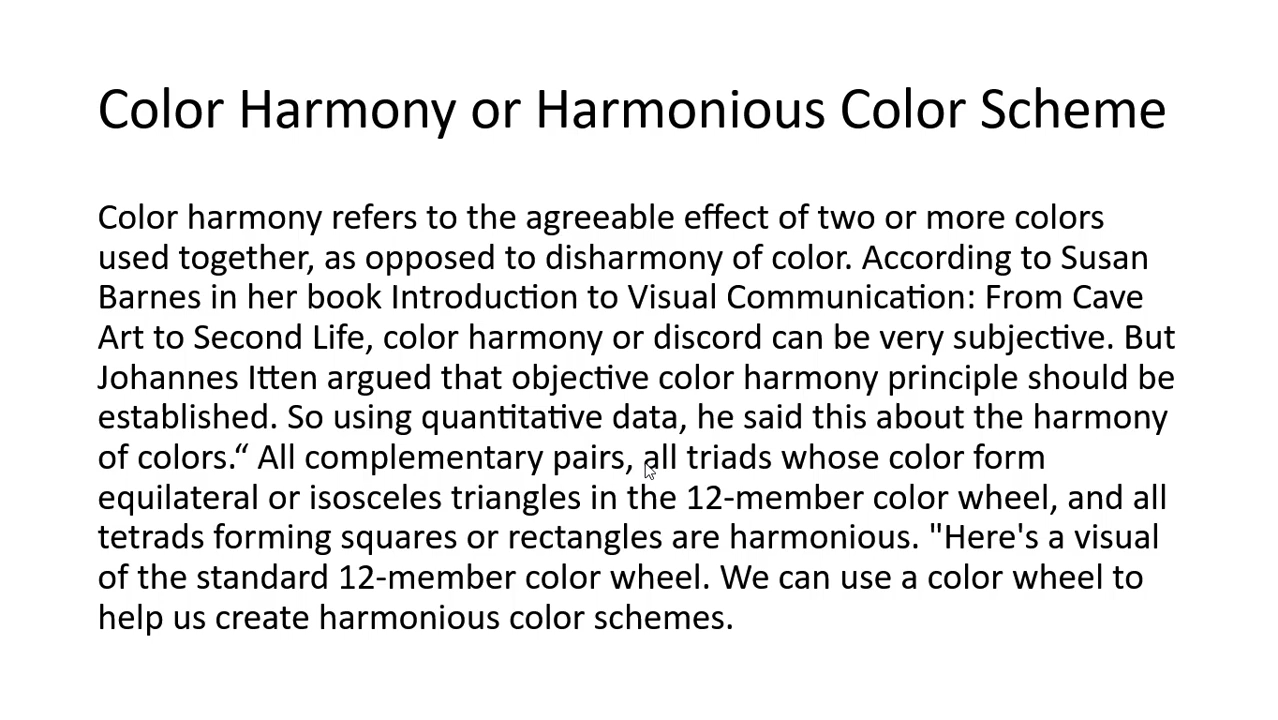 Color Harmony or Harmonious Color Scheme
Color harmony refers to the agreeable effect of two or more colors
used together, as opposed to disharmony of color. According to Susan
Barnes in her book Introduction to Visual Communication: From Cave
Art to Second Life, color harmony or discord can be very subjective. But
Johannes Itten argued that objective color harmony principle should be
established. So using quantitative data, he said this about the harmony
of colors.“ All complementary pairs, all triads whose color form
equilateral or isosceles triangles in the 12-member color wheel, and all
tetrads forming squares or rectangles are harmonious. "Here's a visual
of the standard 12-member color wheel. We can use a color wheel to
help us create harmonious color schemes.